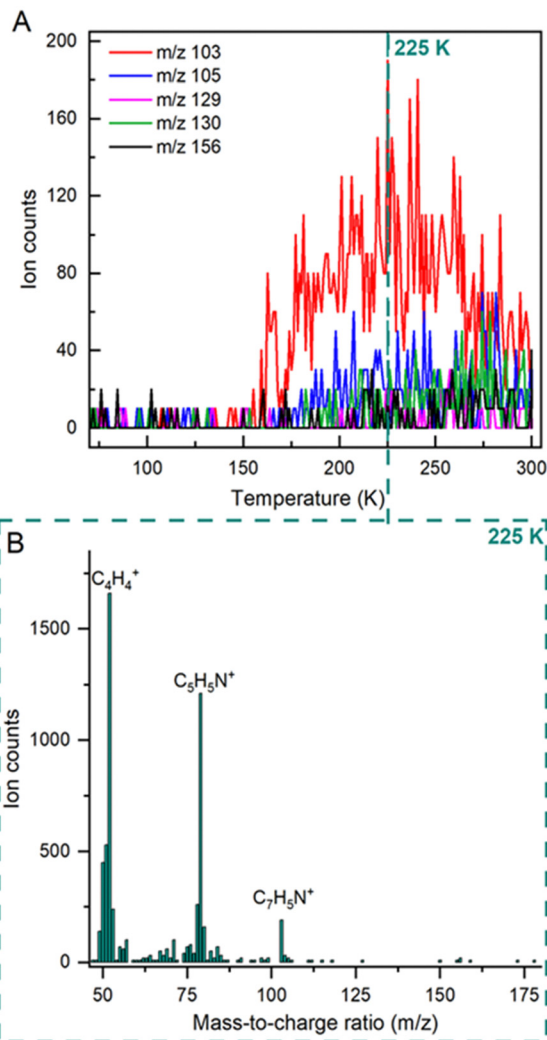 A
200
160
120
80
40
0
Ion counts
m/z 103
m/z 105
m/z 129
m/z 130
m/z 156
225 K
100 150 200 250 300
Temperature (K)
B
225 K
1500
1000
500
0
Ion counts
C₄H₄⁺
C₅H₅N⁺
C₇H₅N⁺
50 75 100 125 150 175
Mass-to-charge ratio (m/z)